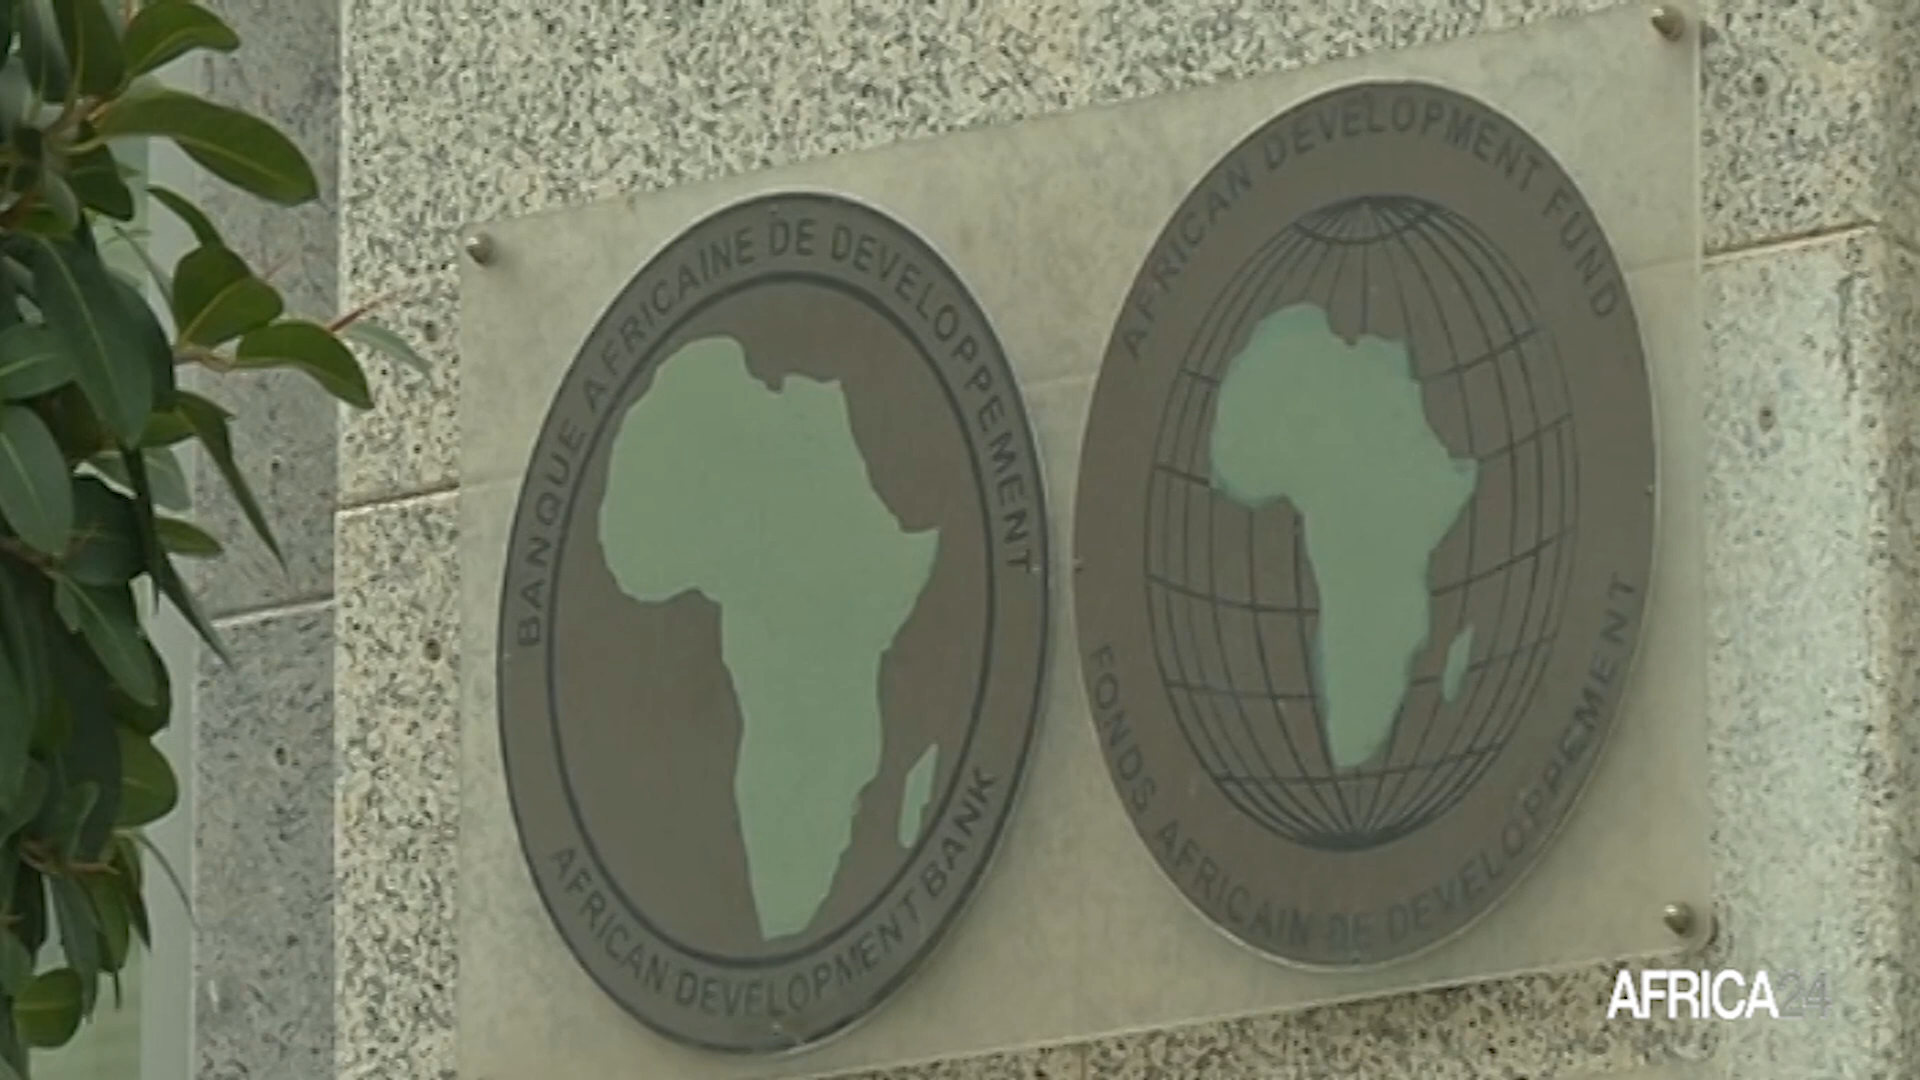 BANQUE AFRICAINE DE DEVELOPPEMENT
AFRICAN DEVELOPMENT BANK
AFRICAN DEVELOPMENT FUND
FONDS AFRICAIN DE DEVELOPPEMENT
AFRICA24